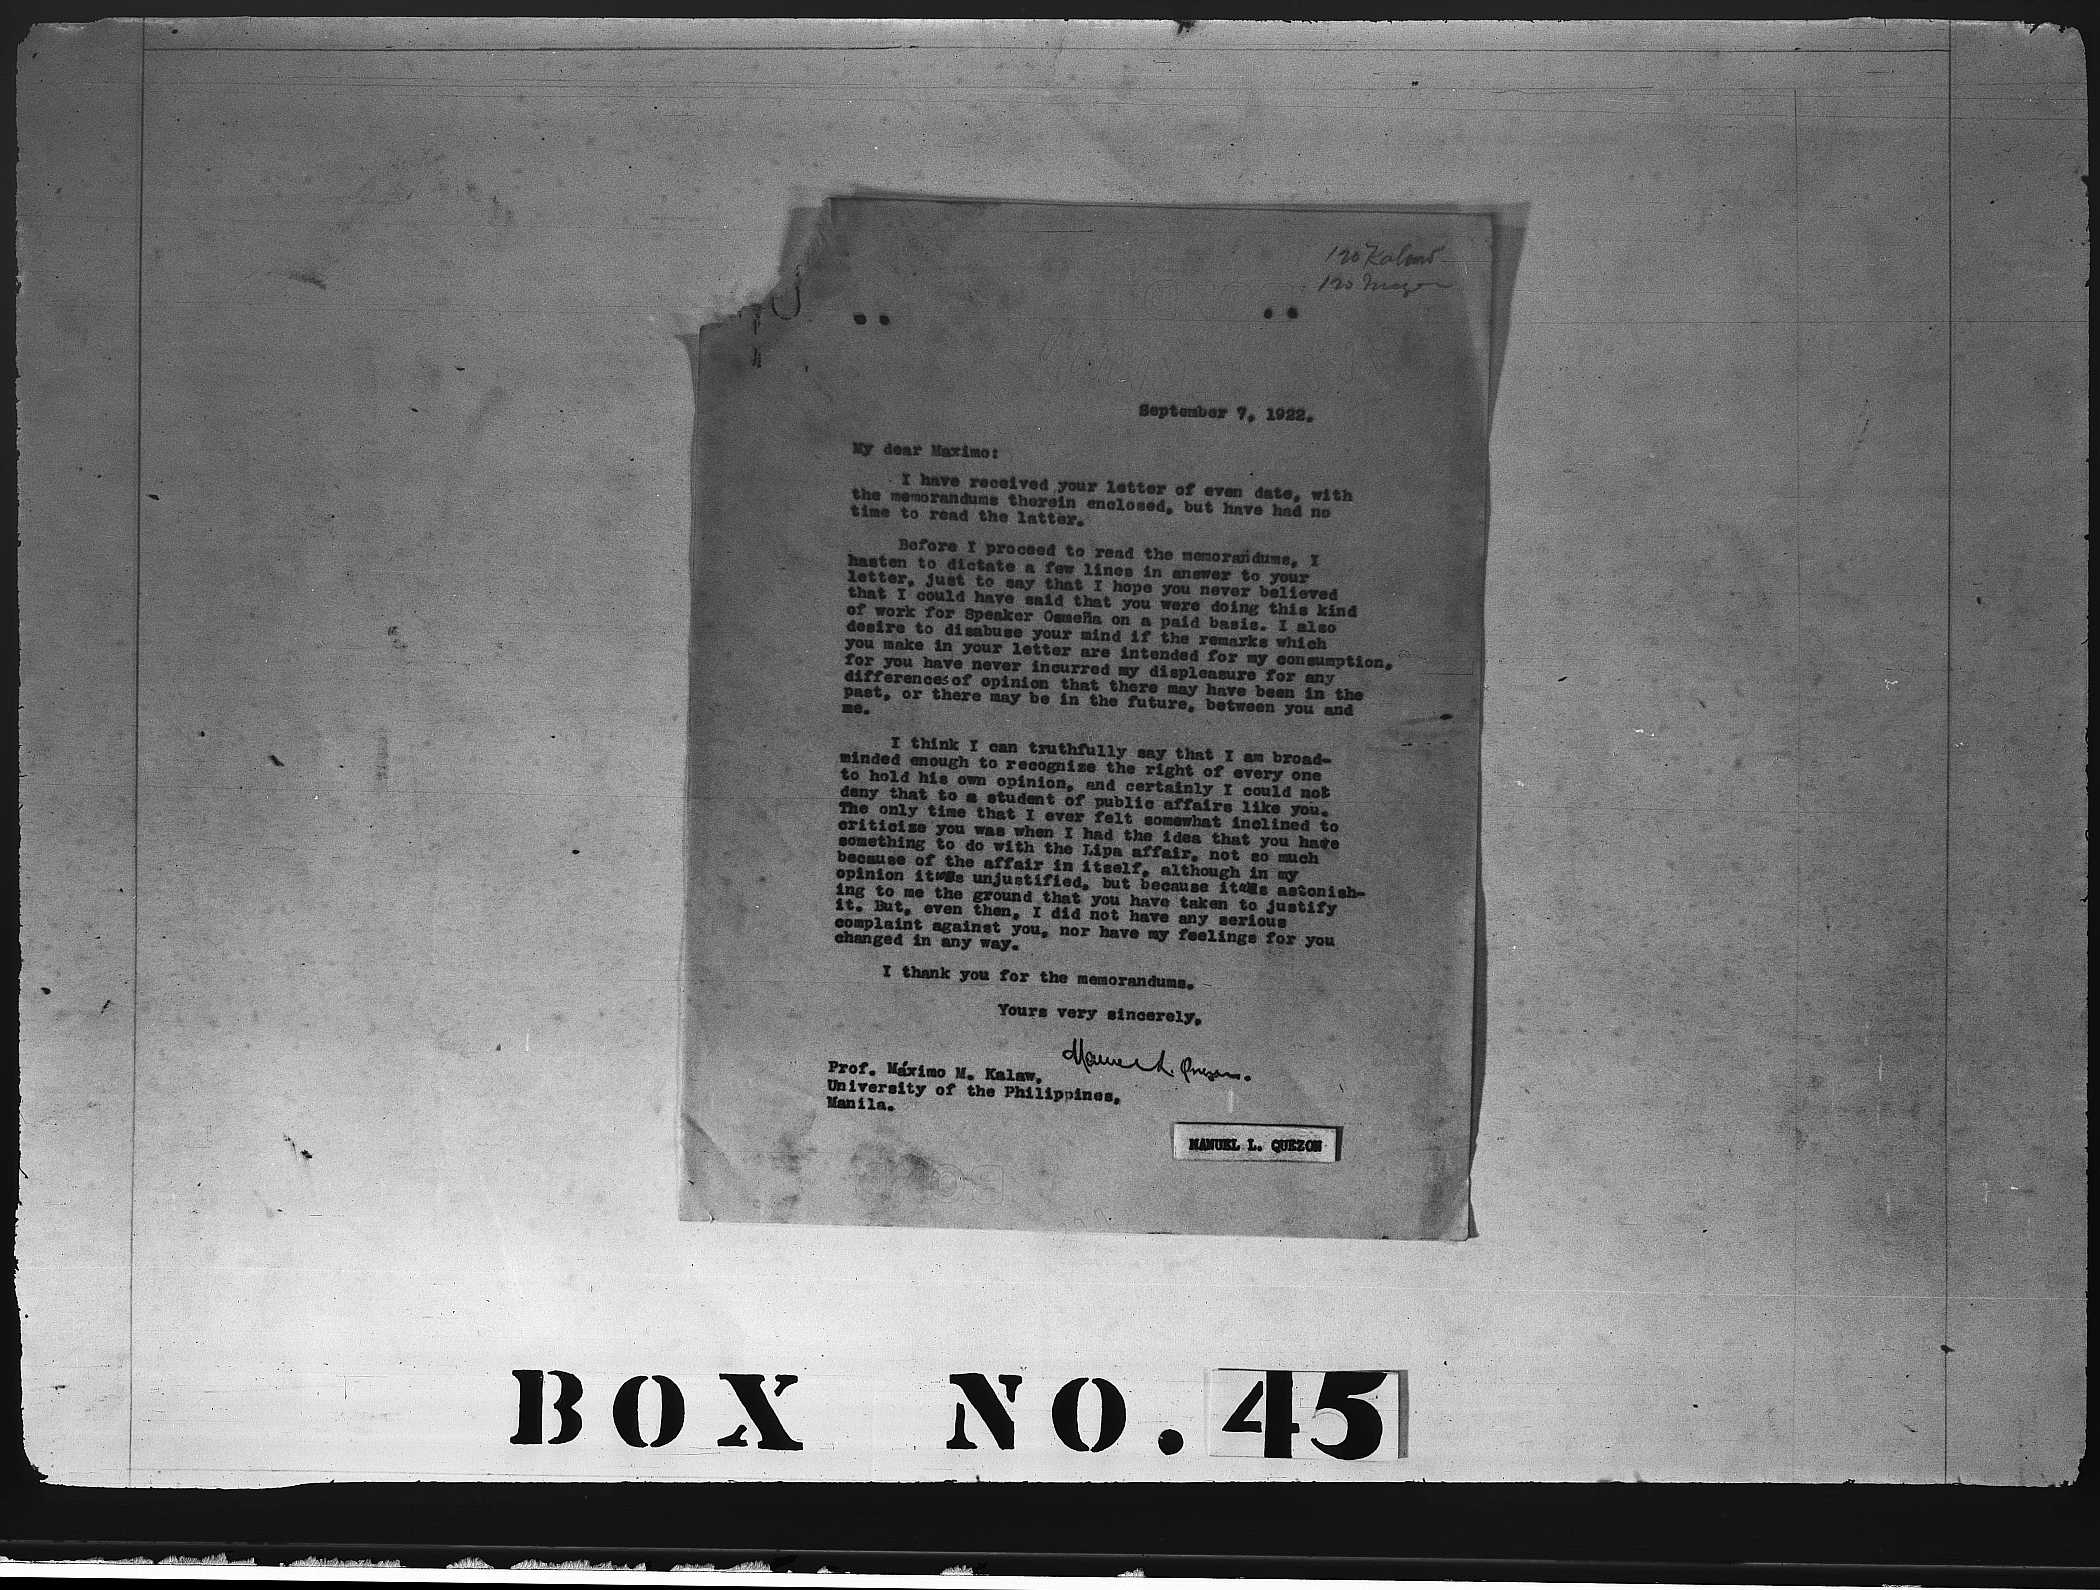 120 Kalaw
September 7, 1922.
My dear Maximo:
I have received your letter of even date, with
the memorandums therein enclosed, but have had no
time to read the latter.
Before I proceed to read the memorandums, I
hasten to dictate a few lines in answer to your
letter, just to say that I hope you never believed
that I could have said that you were doing this kind
of work for Speaker Osmeña on a paid basis. I also
desire to disabuse your mind if the remarks which
you make in your letter are intended for my consumption,
for you have never incurred my displeasure for any
differences of opinion that there may have been in the
past, or there may be in the future, between you and
me.
I think I can truthfully say that I am broad-
minded enough to recognize the right of every one
to hold his own opinion, and certainly I could not
deny that to a student of public affairs like you.
The only time that I ever felt somewhat inclined to
criticize you was when I had the idea that you have
something to do with the Lipa affair, not so much
because of the affair in itself, although in my
opinion it was unjustified, but because it was astonish-
ing to me the ground that you have taken to justify
it. But, even then, I did not have any serious
complaint against you, nor have my feelings for you
changed in any way.
I thank you for the memorandums.
Yours very sincerely,
Manuel L. Quezon.
Prof. Máximo M. Kalaw,
University of the Philippines,
Manila.
MANUEL L. QUEZON
BOX NO. 45